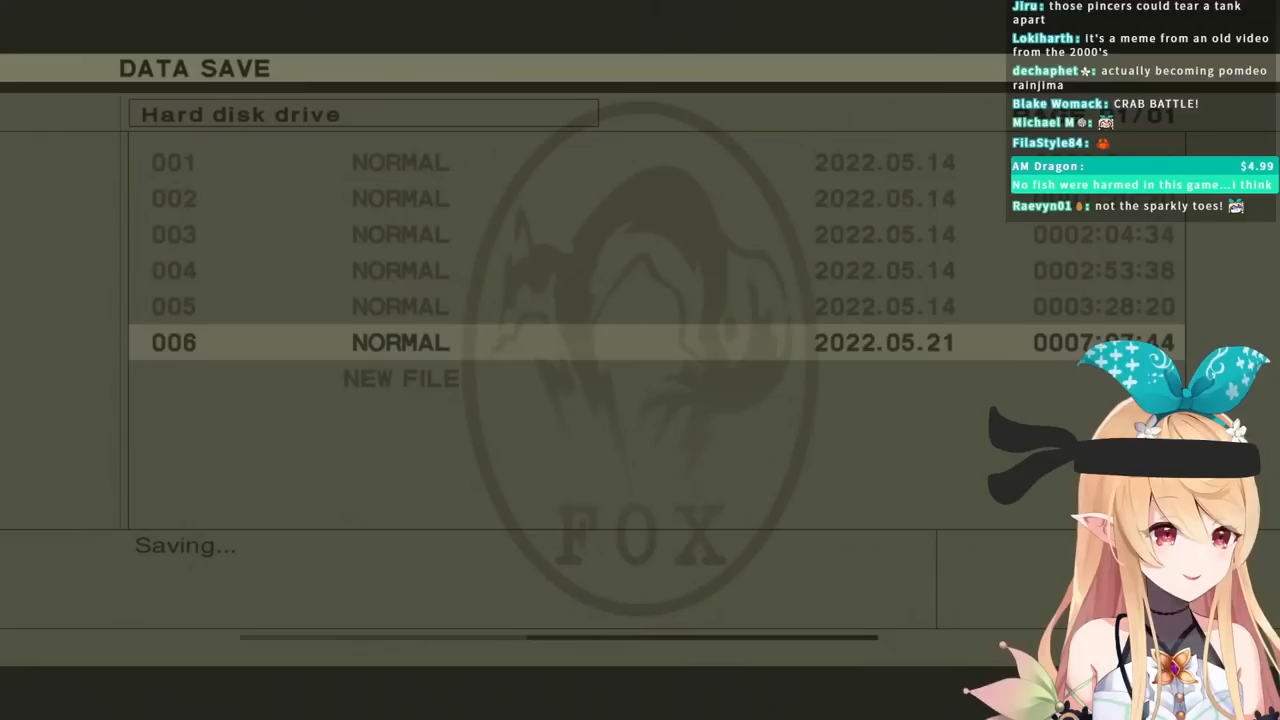 DATA SAVE
Hard disk drive
001 NORMAL 2022.05.14
002 NORMAL 2022.05.14
003 NORMAL 2022.05.14 0002:04:34
004 NORMAL 2022.05.14 0002:53:38
005 NORMAL 2022.05.14 0003:28:20
006 NORMAL 2022.05.21
NEW FILE
FOX
Saving...
Jiru: those pincers could tear a tank
apart
Lokiharth: it's a meme from an old video
from the 2000's
dechaphet: actually becoming pomdeo
rainjima
Blake Womack: CRAB BATTLE!
Michael M:
FilaStyle84:
AM Dragon: $4.99
No fish were harmed in this game...i think
Raevyn01: not the sparkly toes!